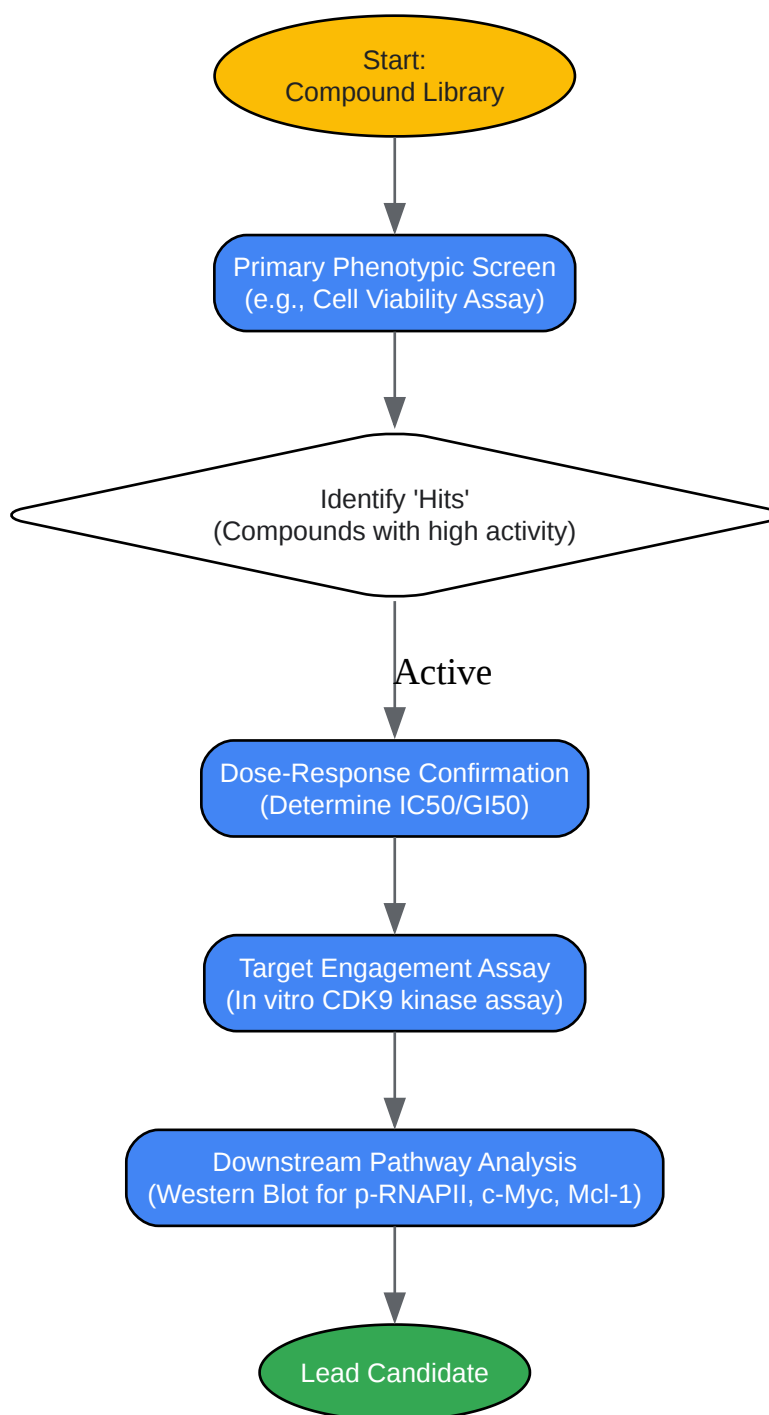 Start:
Compound Library
Primary Phenotypic Screen
(e.g., Cell Viability Assay)
Identify 'Hits'
(Compounds with high activity)
Active
Dose-Response Confirmation
(Determine IC50/GI50)
Target Engagement Assay
(In vitro CDK9 kinase assay)
Downstream Pathway Analysis
(Western Blot for p-RNAPII, c-Myc, Mcl-1)
Lead Candidate